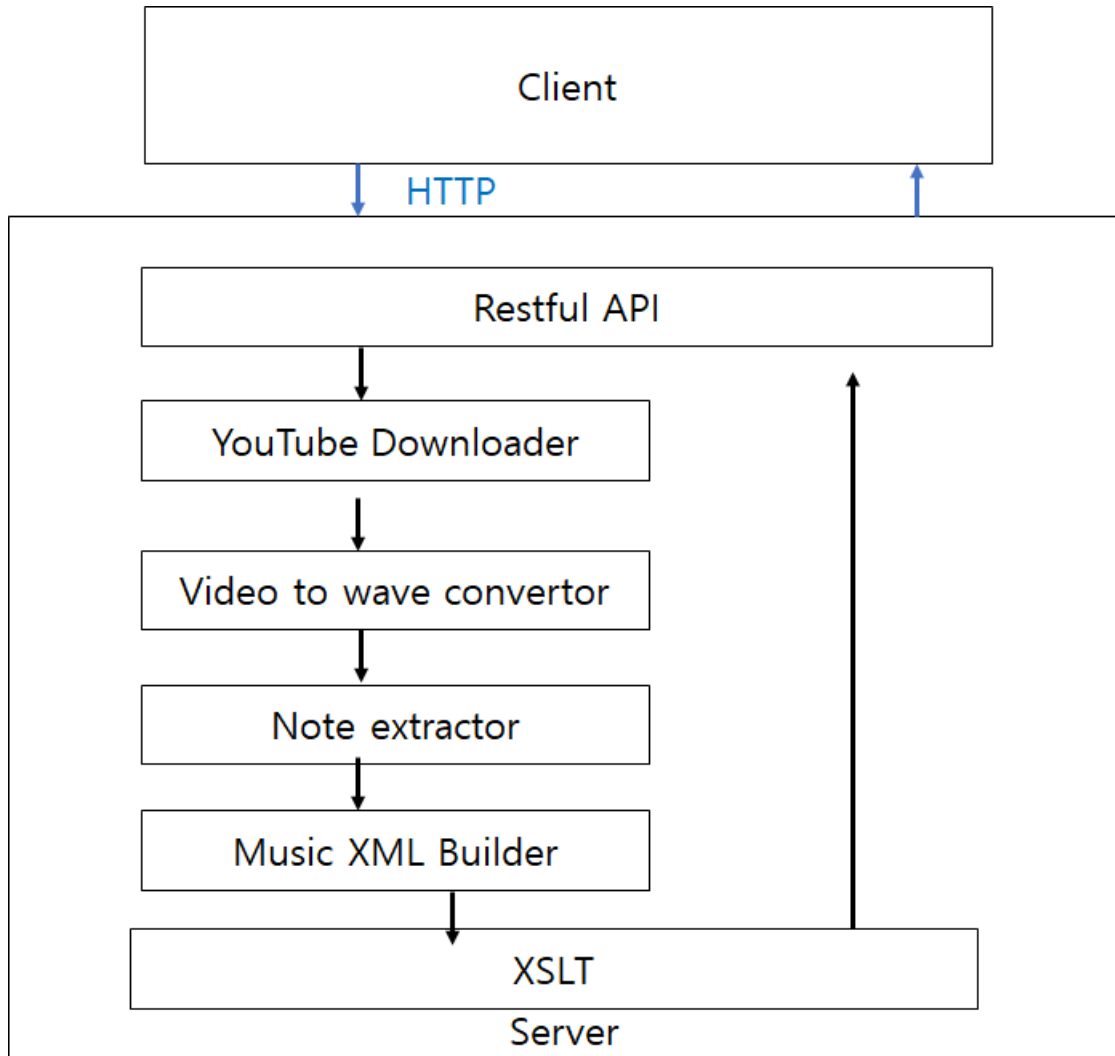 Client
HTTP
Restful API
YouTube Downloader
Video to wave convertor
Note extractor
Music XML Builder
XSLT
Server